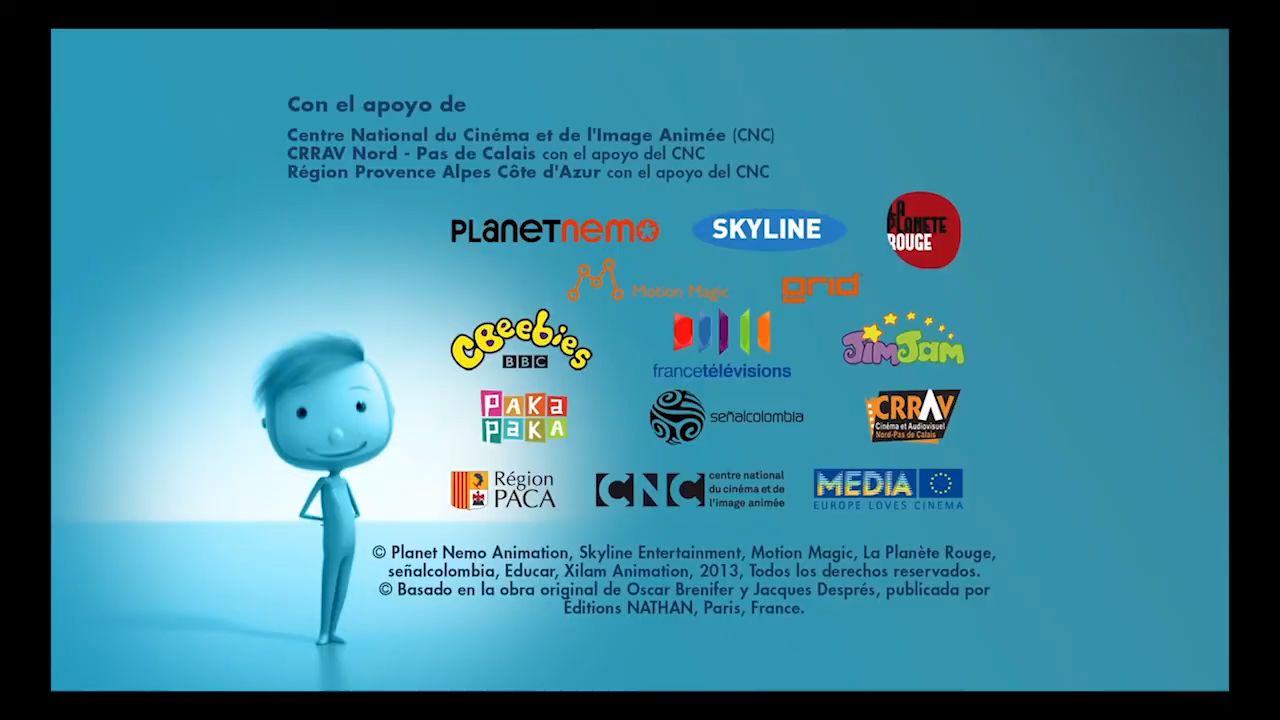 Con el apoyo de
Centre National du Cinéma et de l'Image Animée (CNC)
CRRAV Nord - Pas de Calais con el apoyo del CNC
Région Provence Alpes Côte d'Azur con el apoyo del CNC
PLANETNEMO
SKYLINE
LA PLANETE ROUGE
Motion Magic
grid
CBeebies
BBC
francetélévisions
JimJam
PAKA PAKA
señalcolombia
CRRAV
Cinéma et Audiovisuel
Nord-Pas de Calais
Région
PACA
CNC
centre national
du cinéma et de
l'image animée
MEDIA
EUROPE LOVES CINEMA
© Planet Nemo Animation, Skyline Entertainment, Motion Magic, La Planète Rouge,
señalcolombia, Educar, Xilam Animation, 2013, Todos los derechos reservados.
© Basado en la obra original de Oscar Brenifer y Jacques Després, publicada por
Éditions NATHAN, Paris, France.